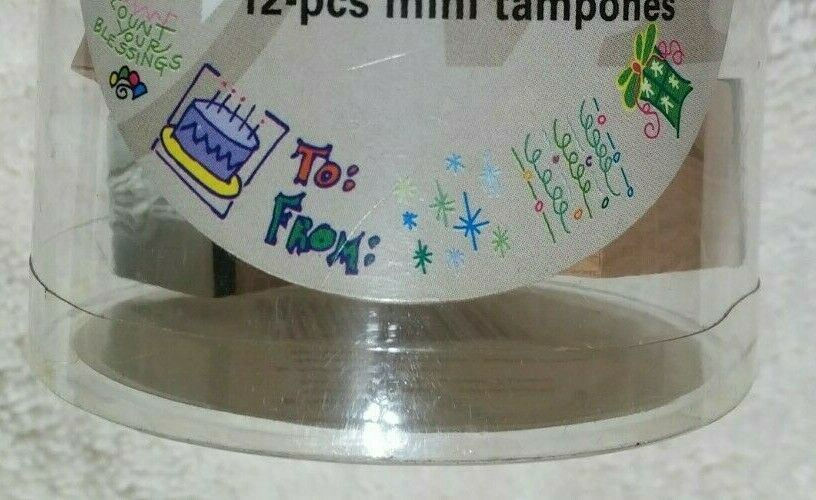 12-pcs mini tampones
COUNT
YOUR
BLESSINGS
TO:
FROM: